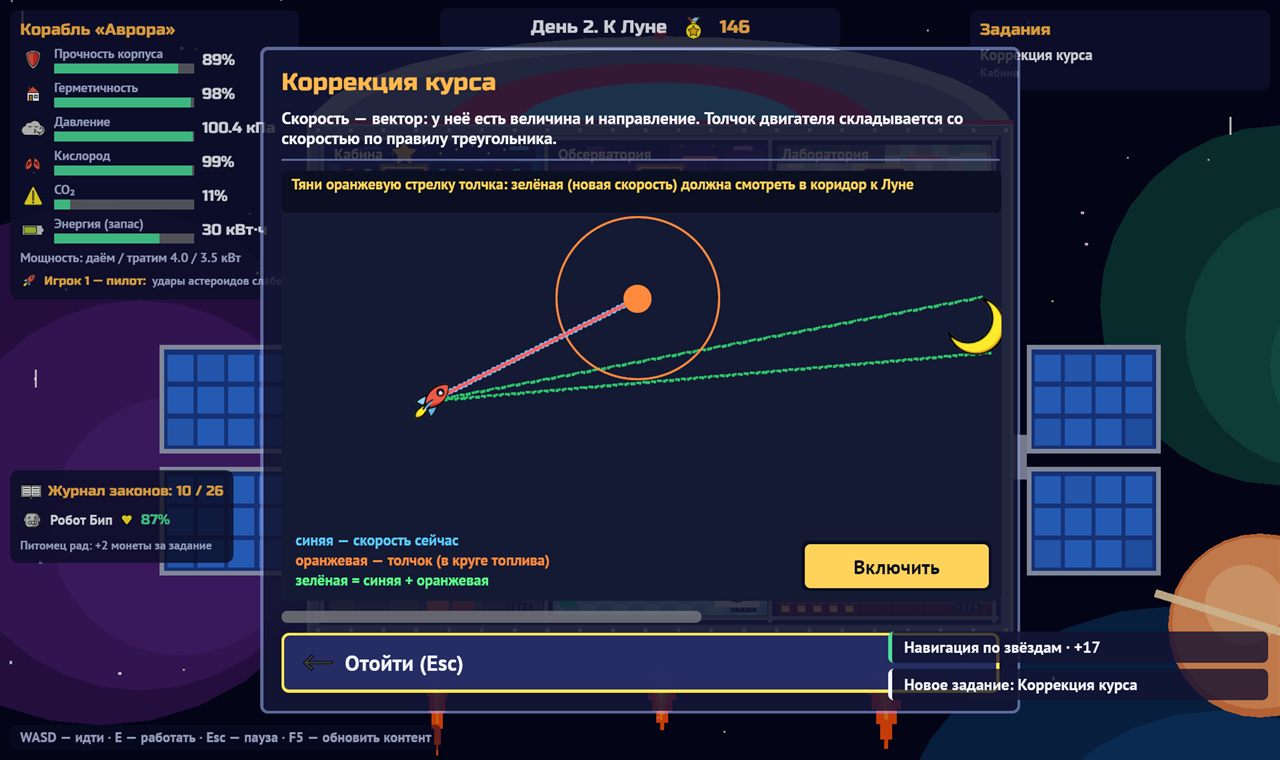 Корабль «Аврора»
Прочность корпуса
89%
Герметичность
98%
Давление
100.4 кПа
Кислород
99%
CO₂
11%
Энергия (запас)
30 кВт·ч
Мощность: даём / тратим 4.0 / 3.5 кВт
Игрок 1 — пилот: удары астероидов слабе
День 2. К Луне 146
Задания
Коррекция курса
Кабина
Коррекция курса
Скорость — вектор: у неё есть величина и направление. Толчок двигателя складывается со
скоростью по правилу треугольника.
Кабина
Обсерватория
Лаборатория
Тяни оранжевую стрелку толчка: зелёная (новая скорость) должна смотреть в коридор к Луне
синяя — скорость сейчас
оранжевая — толчок (в круге топлива)
зелёная = синяя + оранжевая
Включить
← Отойти (Esc)
Журнал законов: 10 / 26
Робот Бип 87%
Питомец рад: +2 монеты за задание
Навигация по звёздам · +17
Новое задание: Коррекция курса
WASD — идти · E — работать · Esc — пауза · F5 — обновить контент